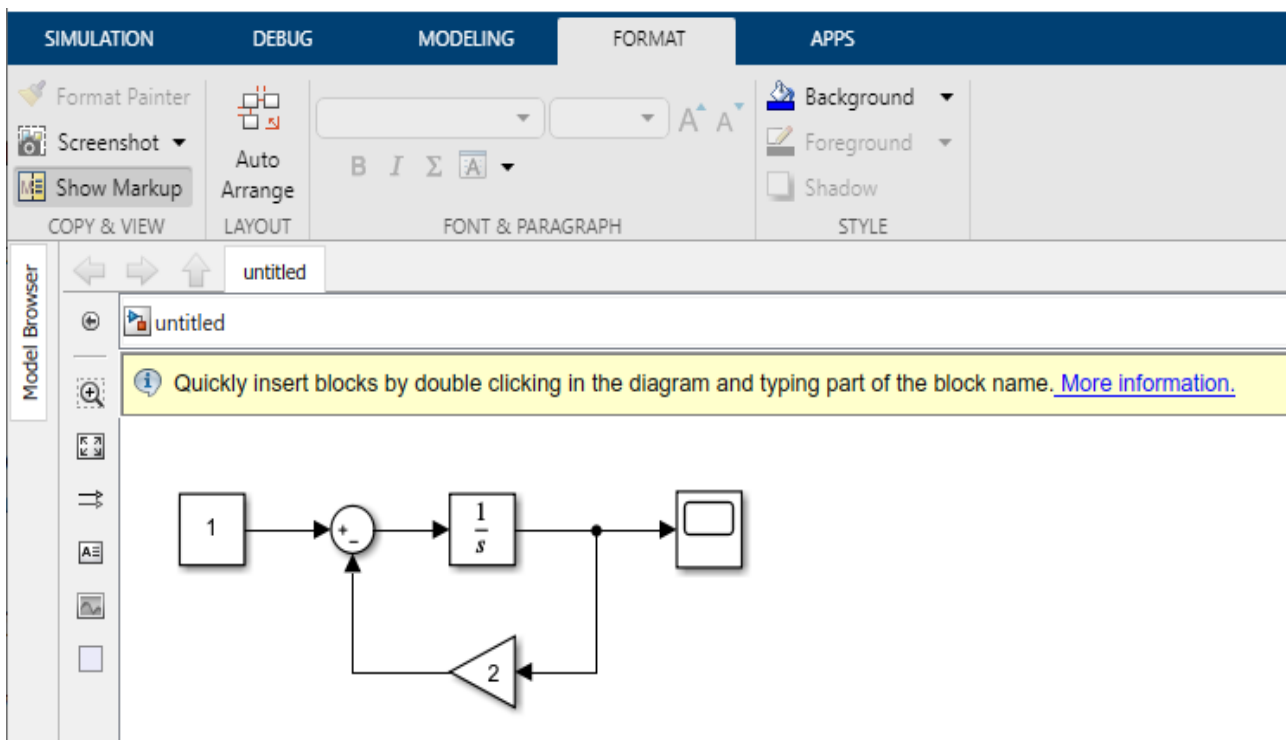 SIMULATION DEBUG MODELING FORMAT APPS
Format Painter
Screenshot
Show Markup
COPY & VIEW
Auto
Arrange
LAYOUT
A A
B I Σ A
FONT & PARAGRAPH
Background
Foreground
Shadow
STYLE
Model Browser
untitled
untitled
Quickly insert blocks by double clicking in the diagram and typing part of the block name. More information.
A
1
+
-
1
s
2